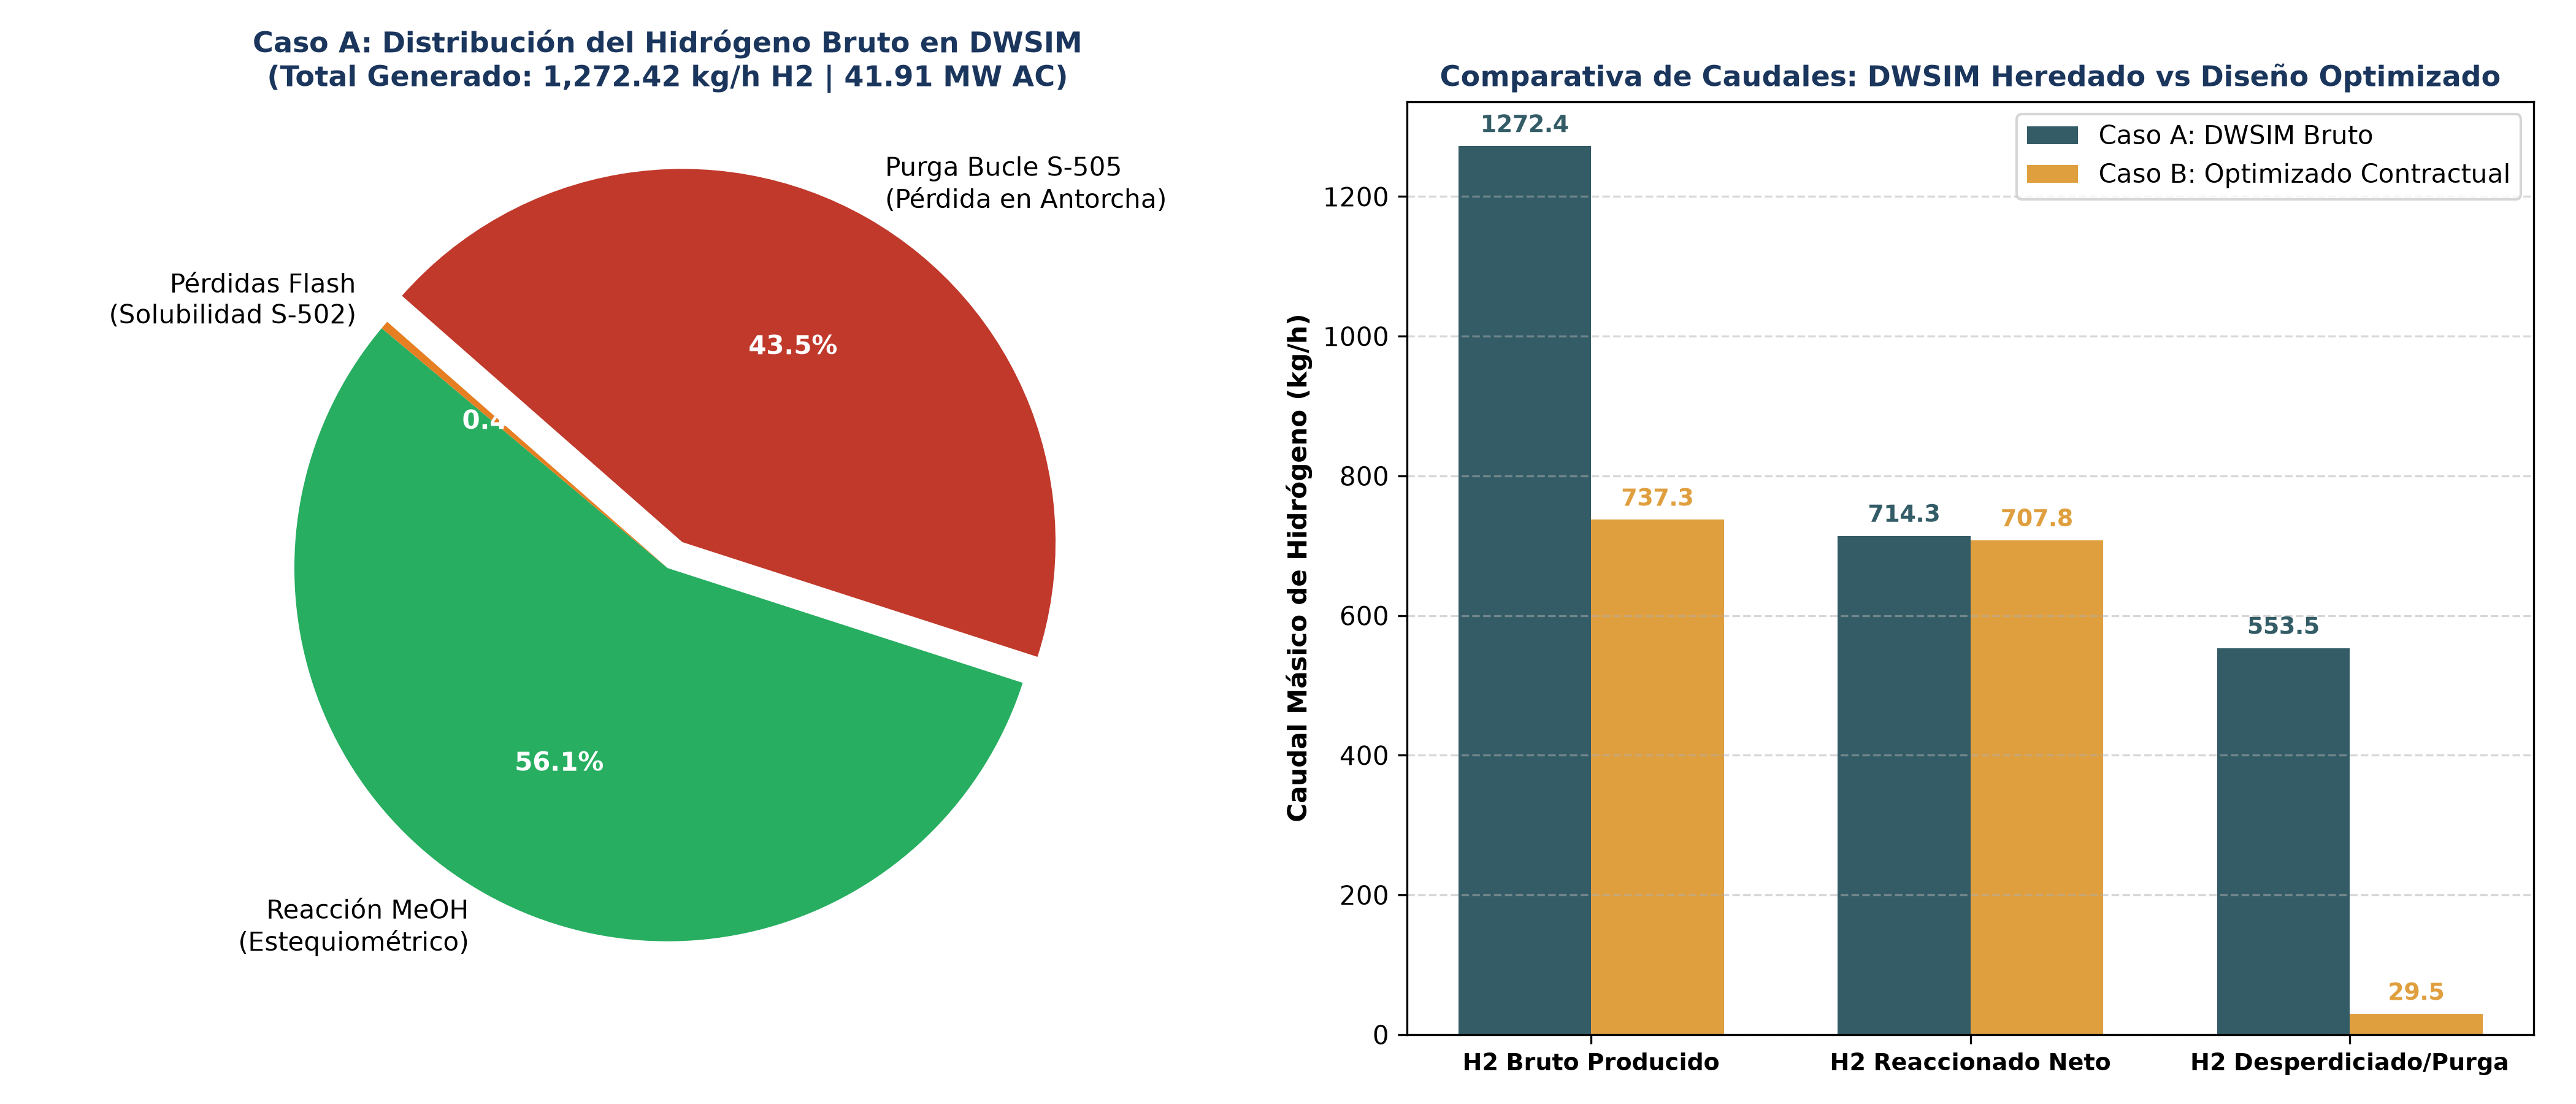 Caso A: Distribución del Hidrógeno Bruto en DWSIM
(Total Generado: 1,272.42 kg/h H2 | 41.91 MW AC)
Purga Bucle S-505
(Pérdida en Antorcha)
Pérdidas Flash
(Solubilidad S-502)
43.5%
0.4
56.1%
Reacción MeOH
(Estequiométrico)
Comparativa de Caudales: DWSIM Heredado vs Diseño Optimizado
Caso A: DWSIM Bruto
Caso B: Optimizado Contractual
Caudal Másico de Hidrógeno (kg/h)
1200
1000
800
600
400
200
0
1272.4
737.3
714.3
707.8
553.5
29.5
H2 Bruto Producido
H2 Reaccionado Neto
H2 Desperdiciado/Purga